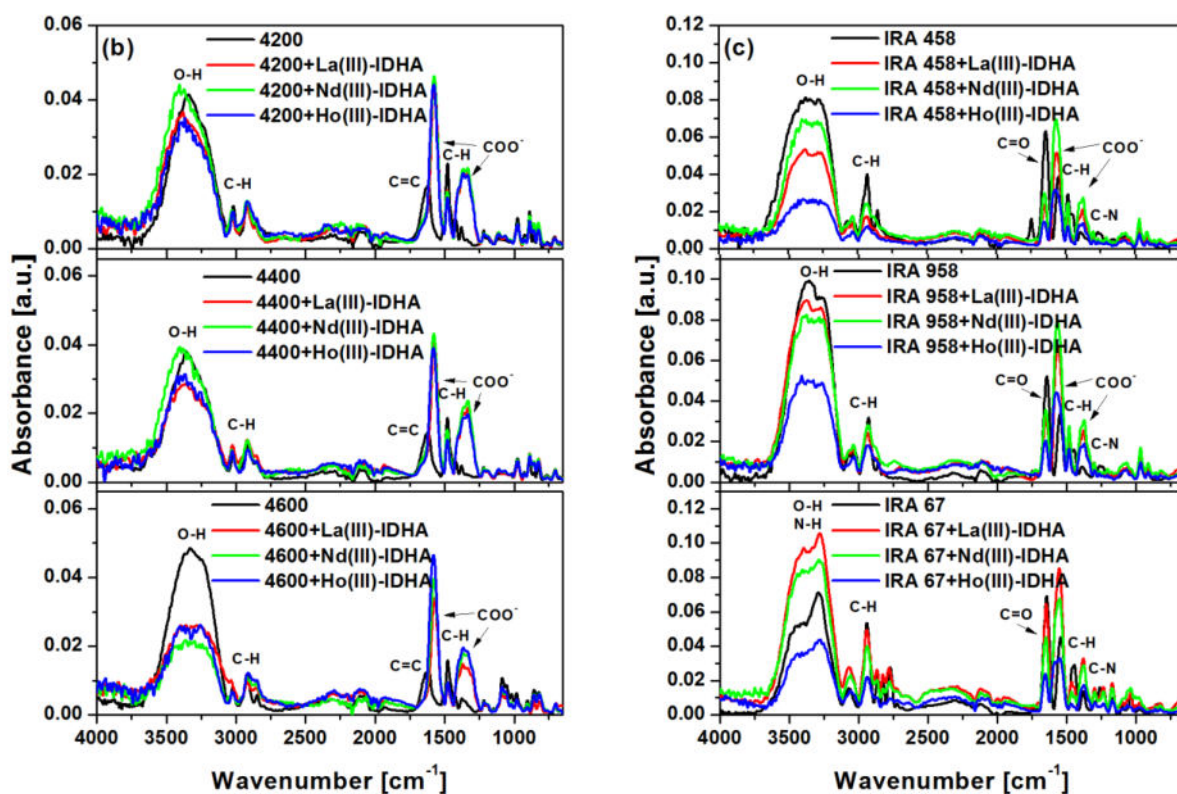 (b)
4200
4200+La(III)-IDHA
4200+Nd(III)-IDHA
4200+Ho(III)-IDHA
O-H
C-H
C=C
C-H
COO⁻
0.06
0.04
0.02
0.00
4400
4400+La(III)-IDHA
4400+Nd(III)-IDHA
4400+Ho(III)-IDHA
O-H
C-H
C=C
C-H
COO⁻
0.06
0.04
0.02
0.00
4600
4600+La(III)-IDHA
4600+Nd(III)-IDHA
4600+Ho(III)-IDHA
O-H
C-H
C=C
C-H
COO⁻
0.06
0.04
0.02
0.00
Absorbance [a.u.]
4000 3500 3000 2500 2000 1500 1000
Wavenumber [cm⁻¹]
(c)
IRA 458
IRA 458+La(III)-IDHA
IRA 458+Nd(III)-IDHA
IRA 458+Ho(III)-IDHA
O-H
C-H
C=O
COO⁻
C-H
C-N
0.12
0.10
0.08
0.06
0.04
0.02
0.00
IRA 958
IRA 958+La(III)-IDHA
IRA 958+Nd(III)-IDHA
IRA 958+Ho(III)-IDHA
O-H
C-H
C=O
COO⁻
C-H
C-N
0.10
0.08
0.06
0.04
0.02
0.00
IRA 67
IRA 67+La(III)-IDHA
IRA 67+Nd(III)-IDHA
IRA 67+Ho(III)-IDHA
O-H
N-H
C-H
C=O
C-H
C-N
0.12
0.10
0.08
0.06
0.04
0.02
0.00
Absorbance [a.u.]
4000 3500 3000 2500 2000 1500 1000
Wavenumber [cm⁻¹]